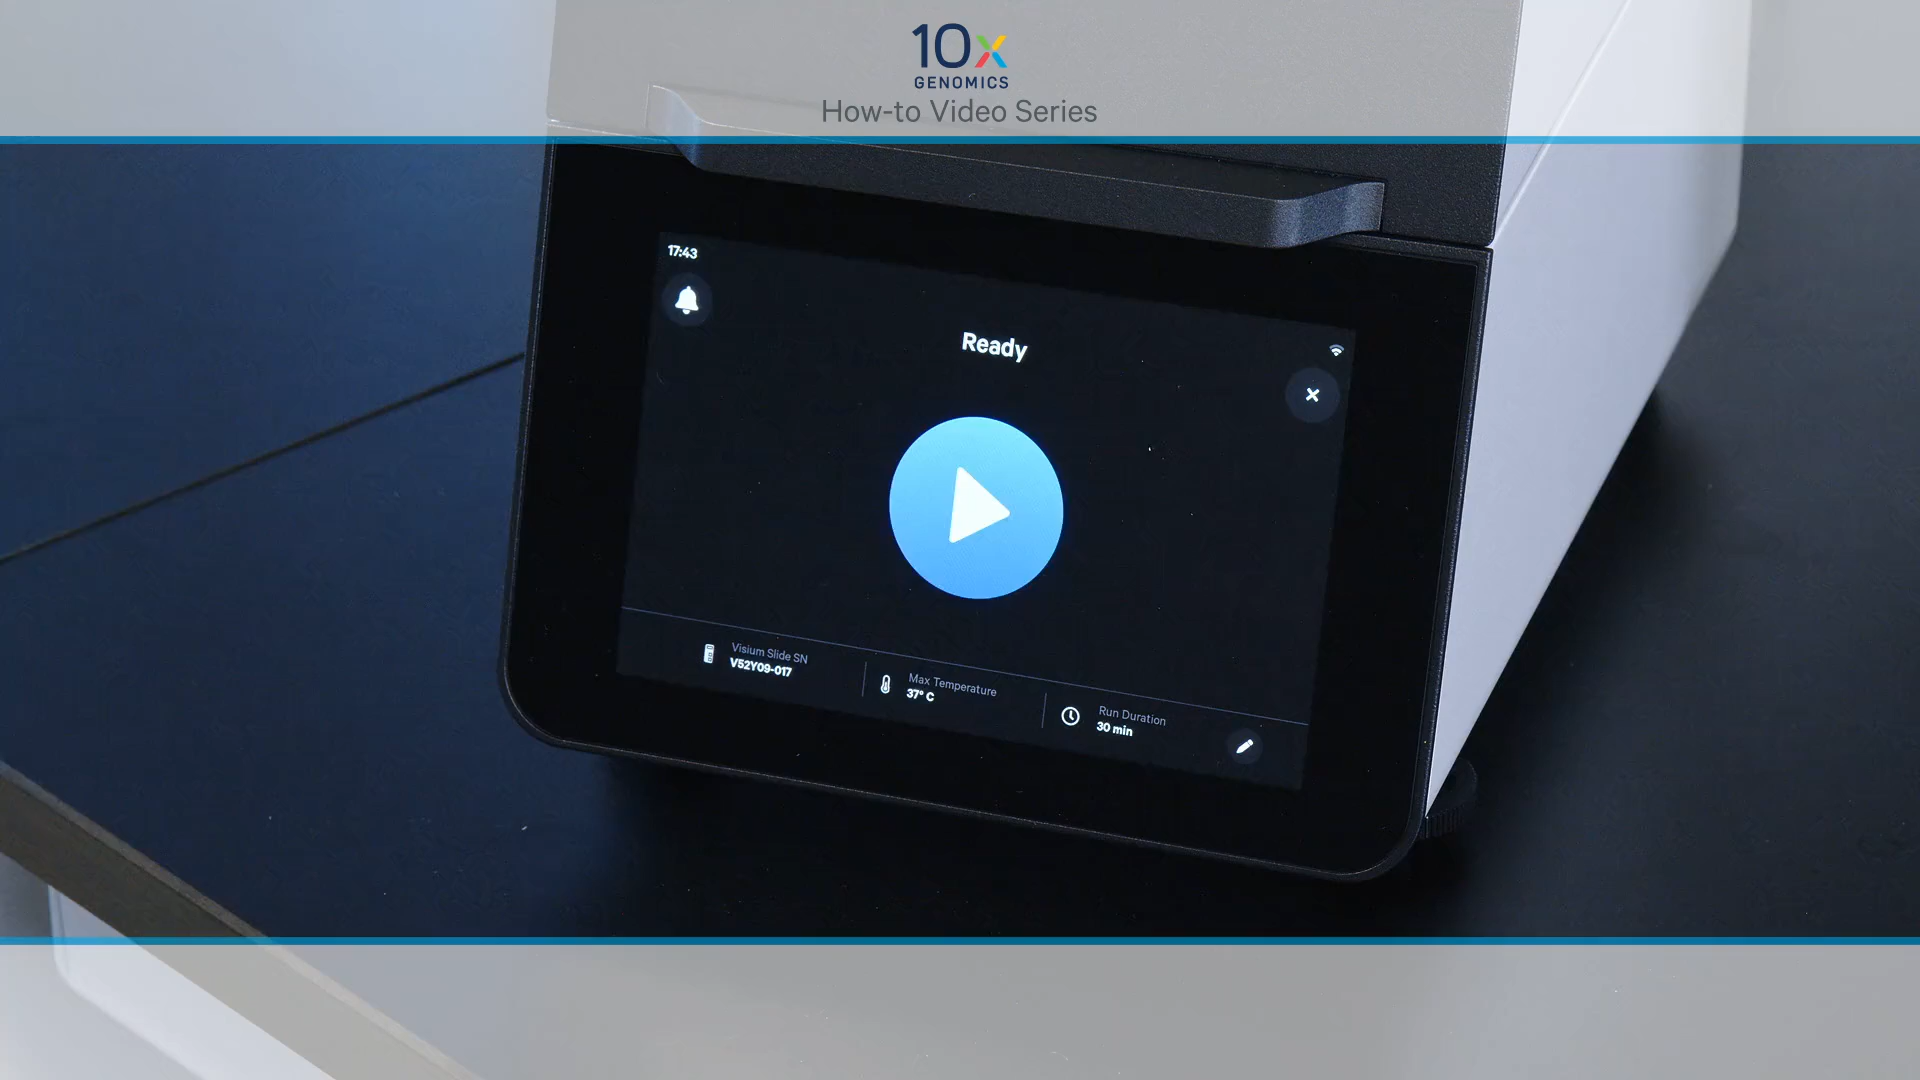 10x
GENOMICS
How-to Video Series
17:43
Ready
Visium Slide SN
V52Y09-017
Max Temperature
37° C
Run Duration
30 min